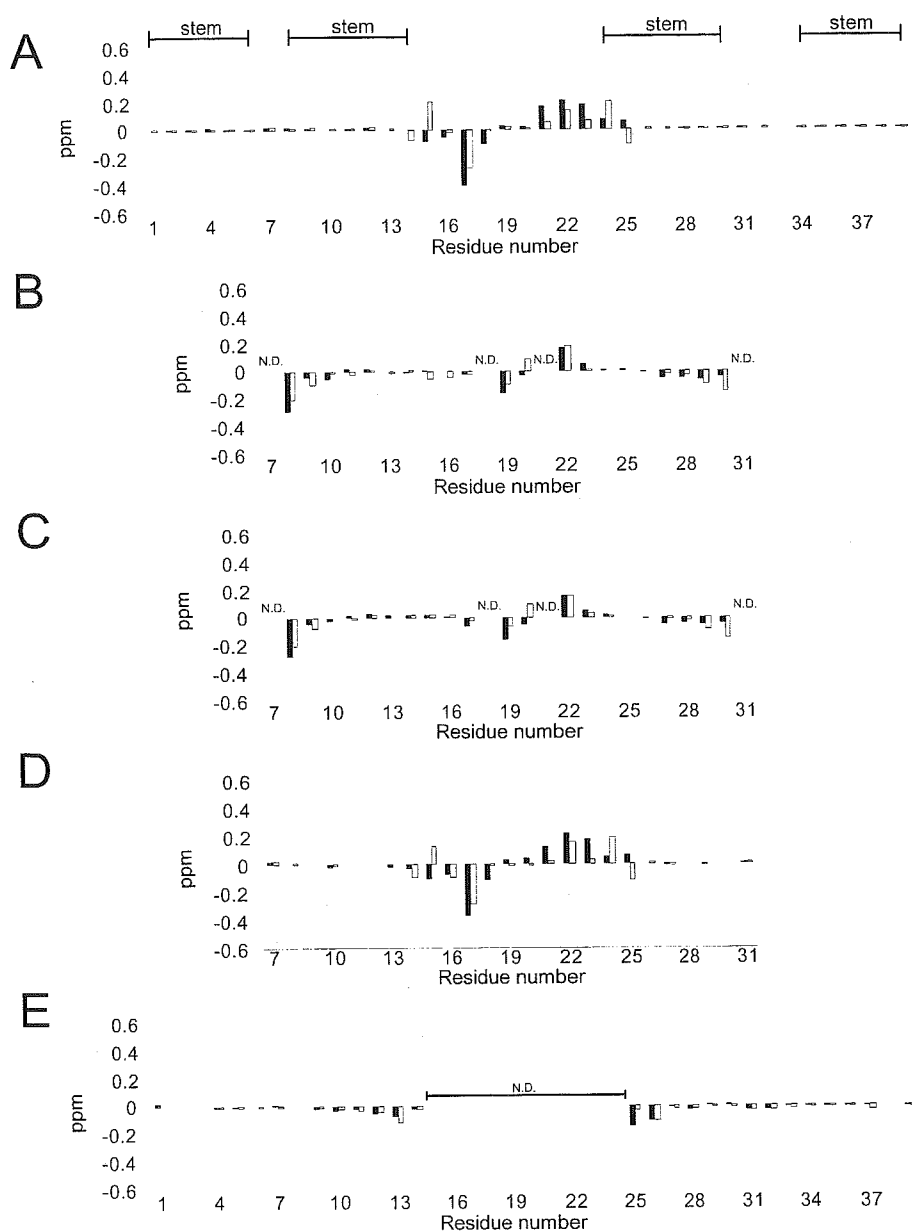 stem stem stem stem
A
0.6
0.4
0.2
0
-0.2
-0.4
-0.6
ppm
1 4 7 10 13 16 19 22 25 28 31 34 37
Residue number
B
0.6
0.4
0.2
0
-0.2
-0.4
-0.6
ppm
N.D. N.D. N.D. N.D.
7 10 13 16 19 22 25 28 31
Residue number
C
0.6
0.4
0.2
0
-0.2
-0.4
-0.6
ppm
N.D. N.D. N.D. N.D.
7 10 13 16 19 22 25 28 31
Residue number
D
0.6
0.4
0.2
0
-0.2
-0.4
-0.6
ppm
7 10 13 16 19 22 25 28 31
Residue number
E
0.6
0.4
0.2
0
-0.2
-0.4
-0.6
ppm
N.D.
1 4 7 10 13 16 19 22 25 28 31 34 37
Residue number